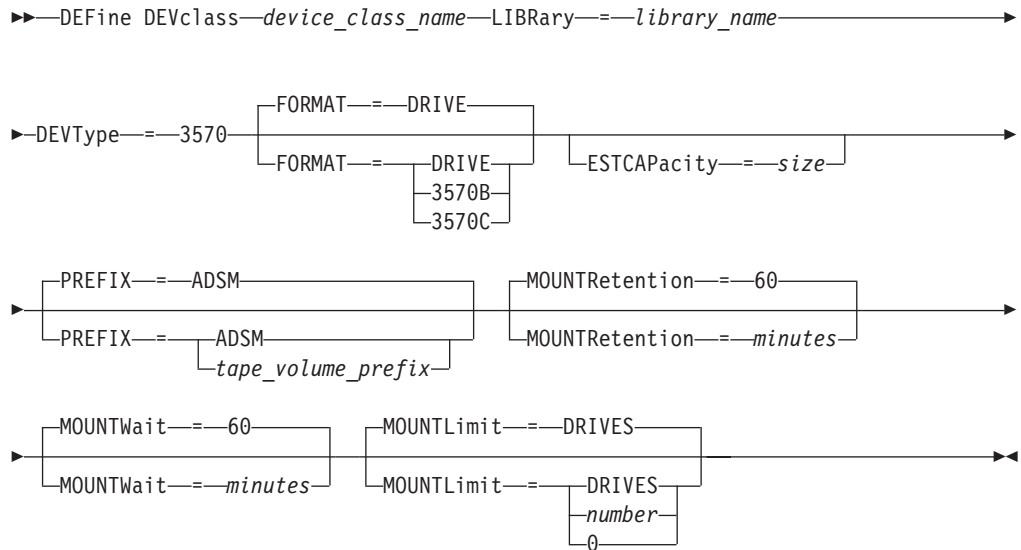 DEFine DEVclass device_class_name LIBRary = library_name
FORMAT = DRIVE
DEVType = 3570
FORMAT = DRIVE
3570B
3570C
ESTCAPacity = size
PREFIX = ADSM
PREFIX = ADSM
tape_volume_prefix
MOUNTRetention = 60
MOUNTRetention = minutes
MOUNTWait = 60
MOUNTWait = minutes
MOUNTLimit = DRIVES
MOUNTLimit = DRIVES
number
0